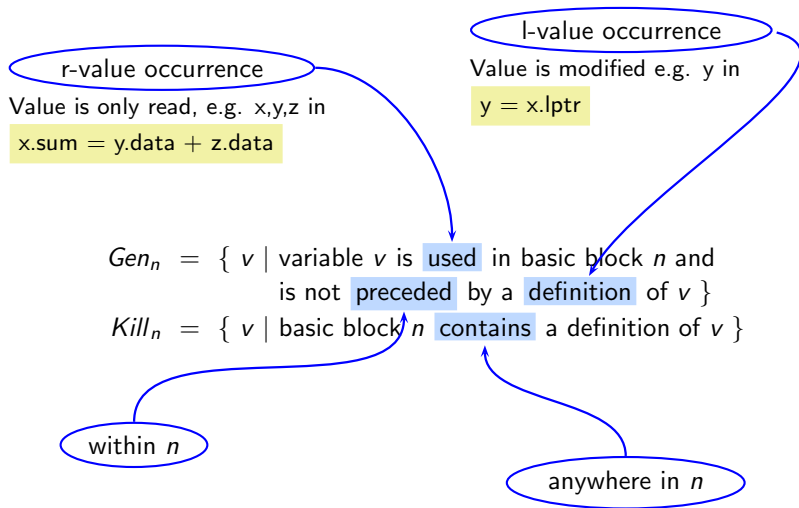 r-value occurrence
Value is only read, e.g. x,y,z in
x.sum = y.data + z.data
l-value occurrence
Value is modified e.g. y in
y = x.lptr
Genₙ = { v | variable v is used in basic block n and
is not preceded by a definition of v }
Killₙ = { v | basic block n contains a definition of v }
within n
anywhere in n